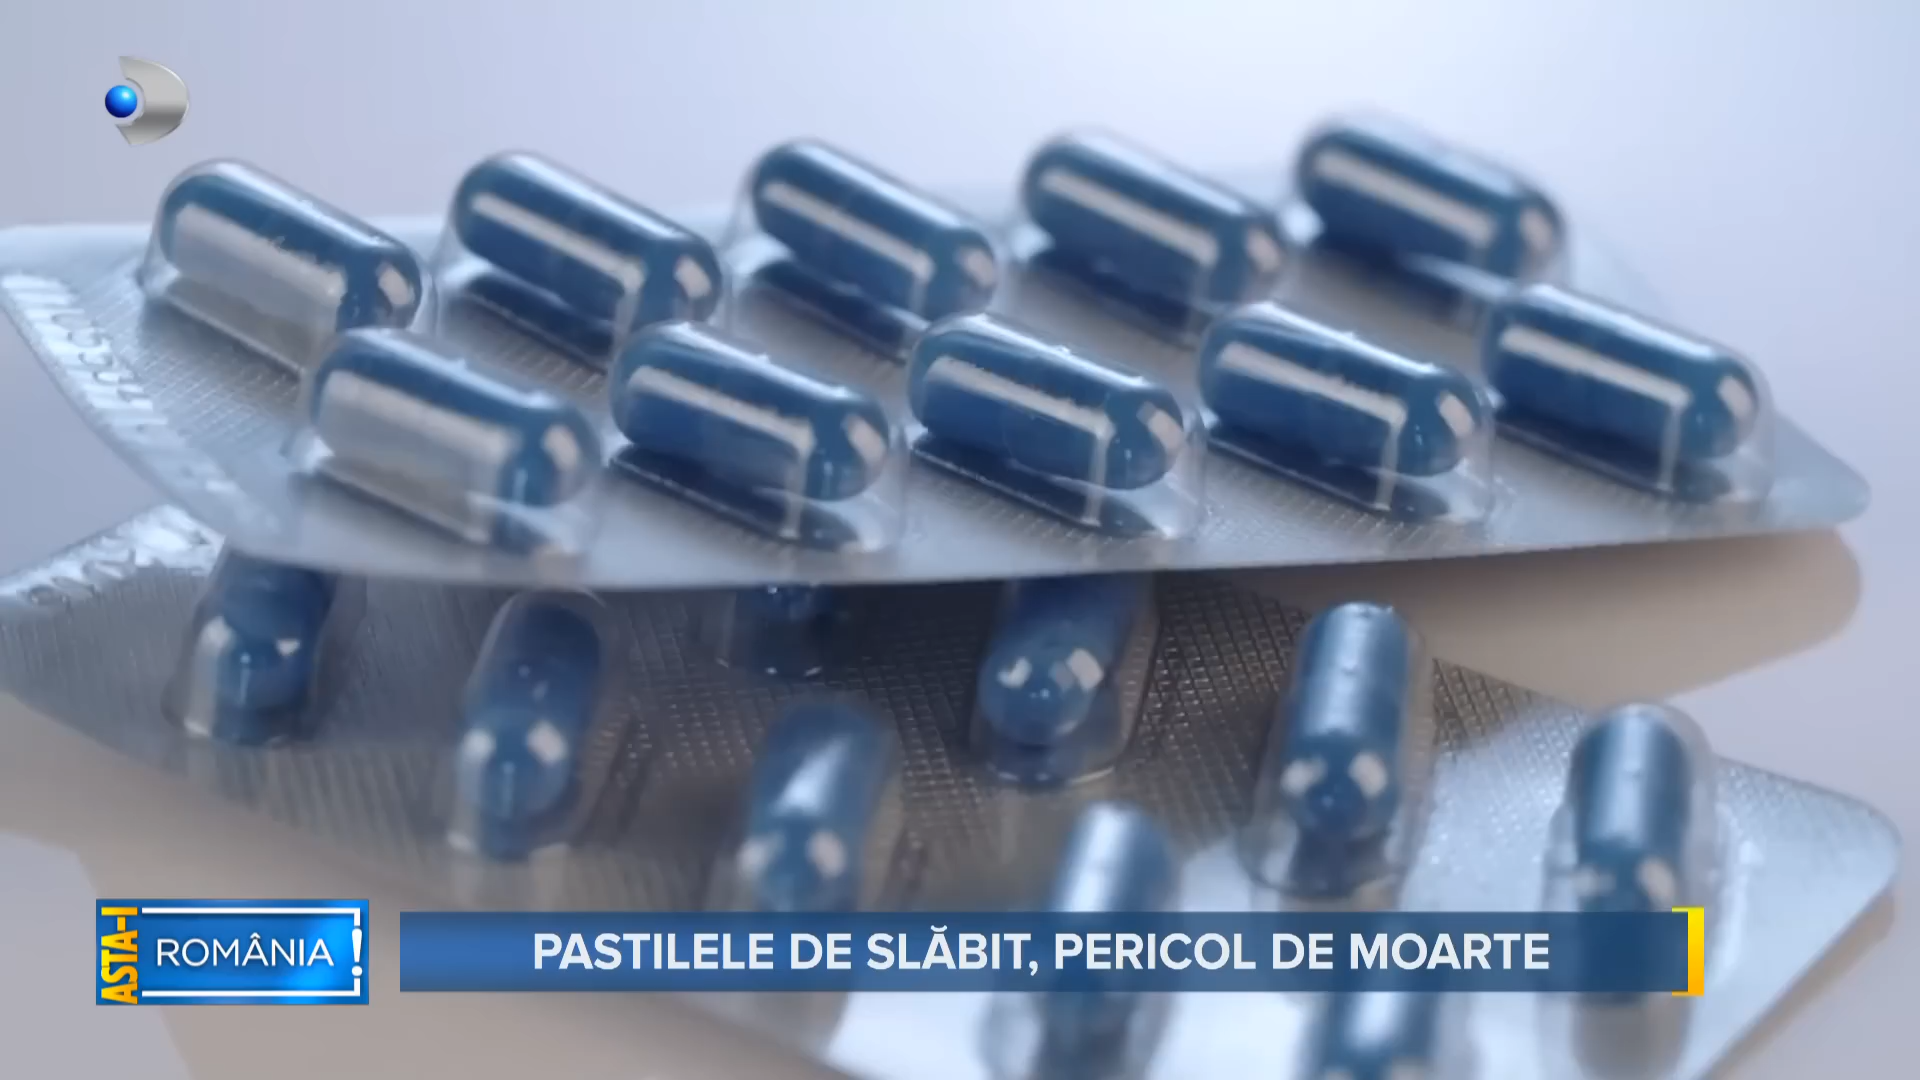 ASTA-I
ROMÂNIA!
PASTILELE DE SLĂBIT, PERICOL DE MOARTE